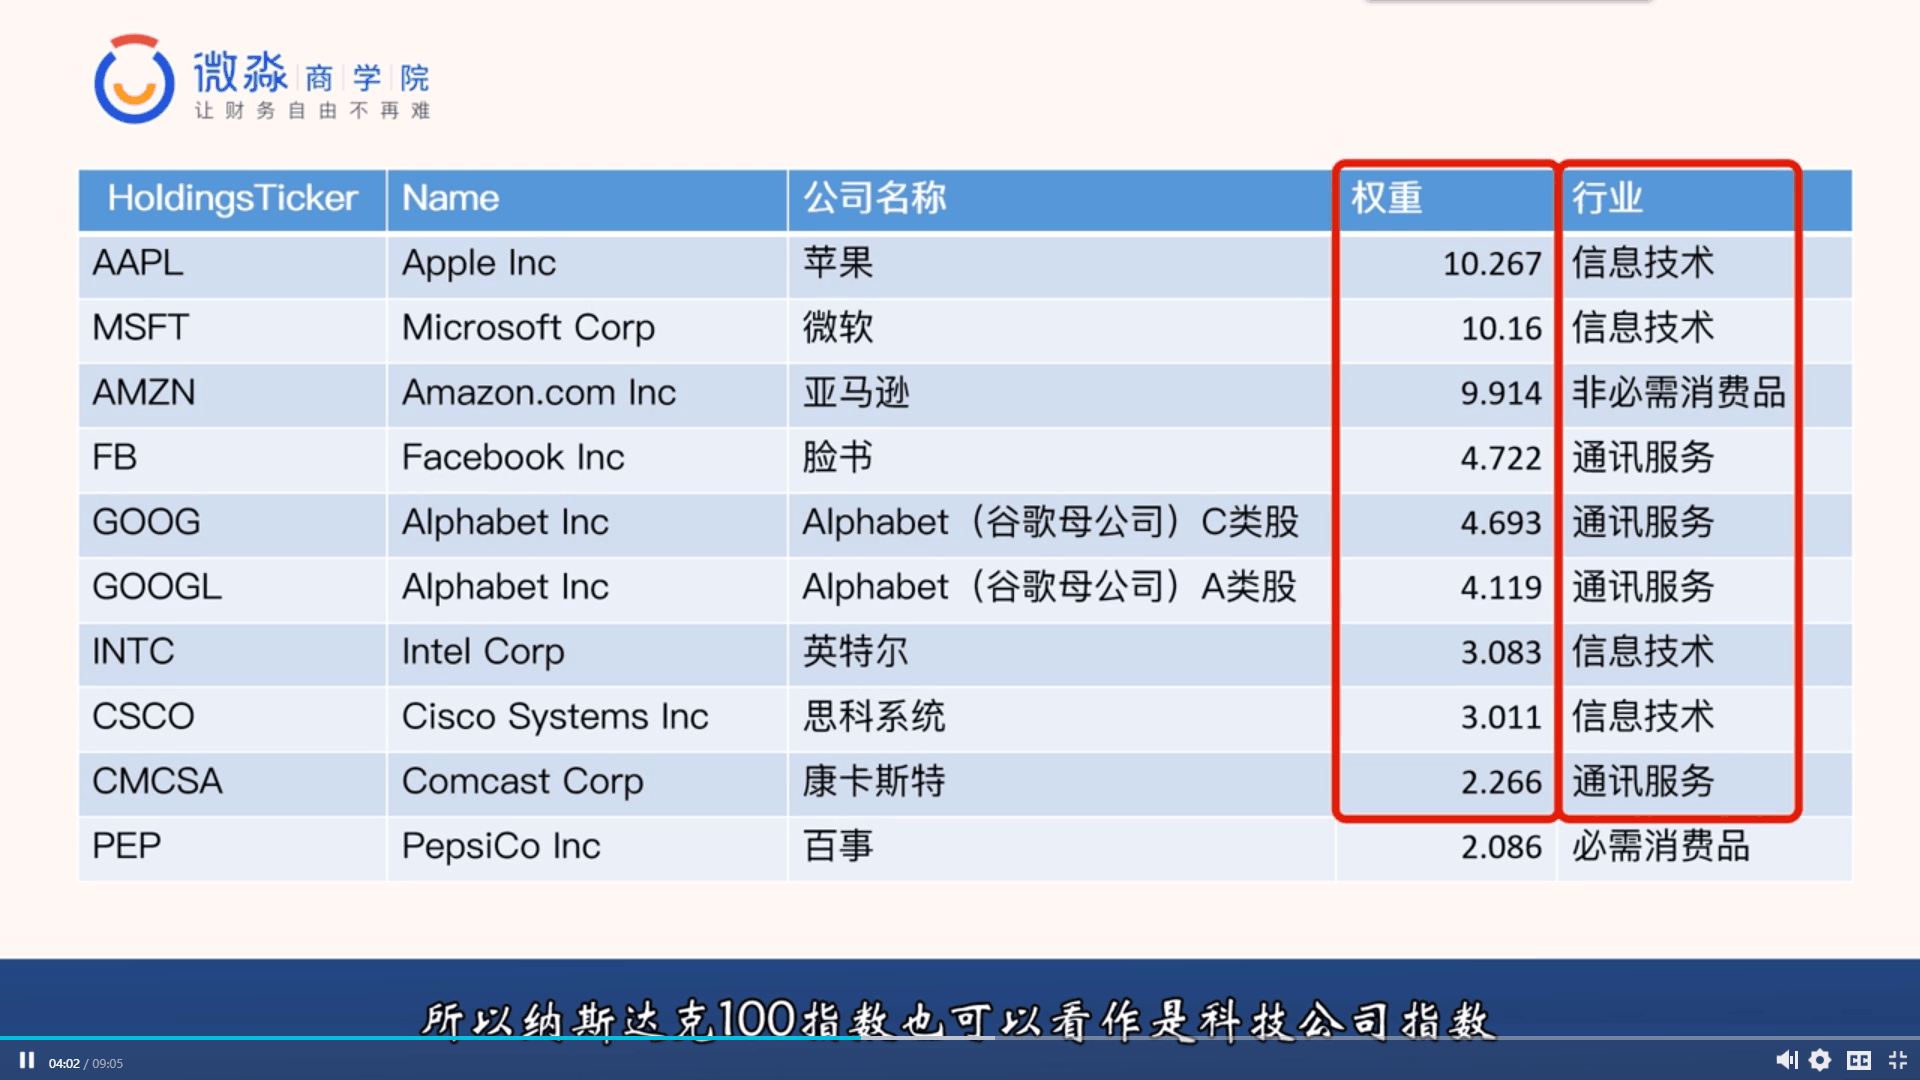 微淼 商 学 院
让财务自由不再难
HoldingsTicker Name 公司名称 权重 行业
AAPL Apple Inc 苹果 10.267 信息技术
MSFT Microsoft Corp 微软 10.16 信息技术
AMZN Amazon.com Inc 亚马逊 9.914 非必需消费品
FB Facebook Inc 脸书 4.722 通讯服务
GOOG Alphabet Inc Alphabet（谷歌母公司）C类股 4.693 通讯服务
GOOGL Alphabet Inc Alphabet（谷歌母公司）A类股 4.119 通讯服务
INTC Intel Corp 英特尔 3.083 信息技术
CSCO Cisco Systems Inc 思科系统 3.011 信息技术
CMCSA Comcast Corp 康卡斯特 2.266 通讯服务
PEP PepsiCo Inc 百事 2.086 必需消费品
所以纳斯达克100指数也可以看作是科技公司指数
04:02 / 09:05
CC